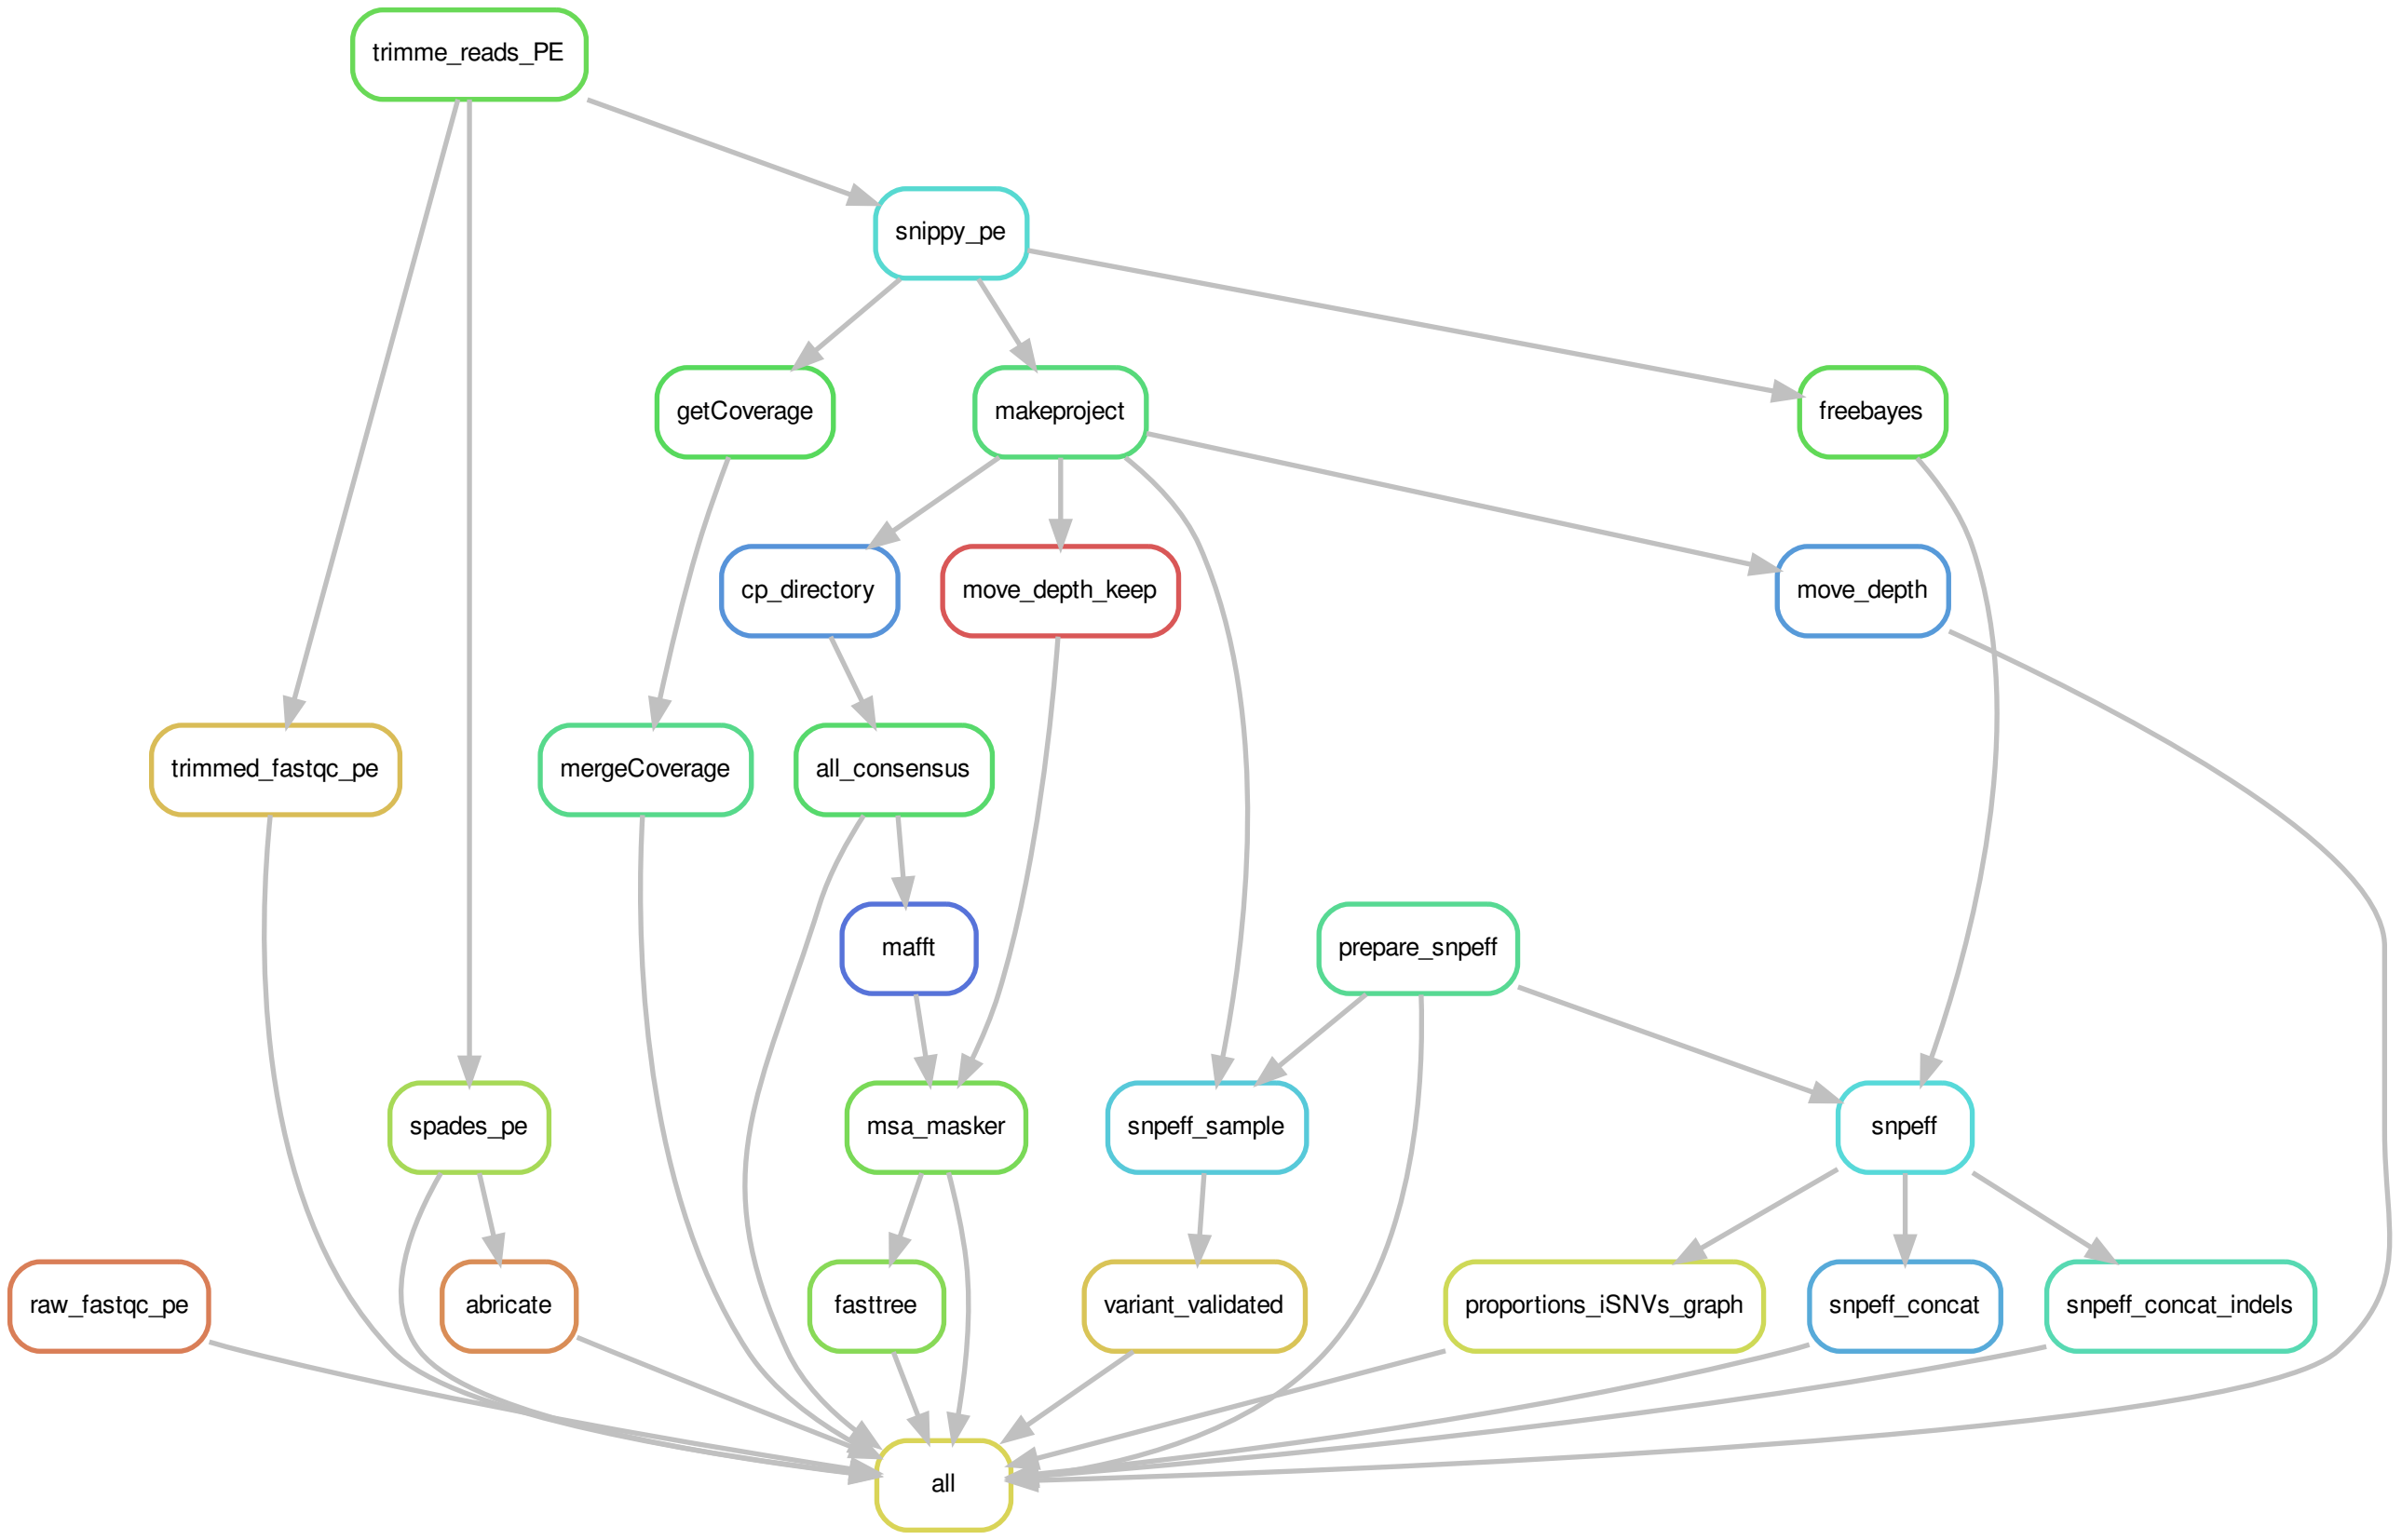 trimme_reads_PE
snippy_pe
getCoverage
makeproject
freebayes
cp_directory
move_depth_keep
move_depth
trimmed_fastqc_pe
mergeCoverage
all_consensus
mafft
prepare_snpeff
spades_pe
msa_masker
snpeff_sample
snpeff
raw_fastqc_pe
abricate
fasttree
variant_validated
proportions_iSNVs_graph
snpeff_concat
snpeff_concat_indels
all